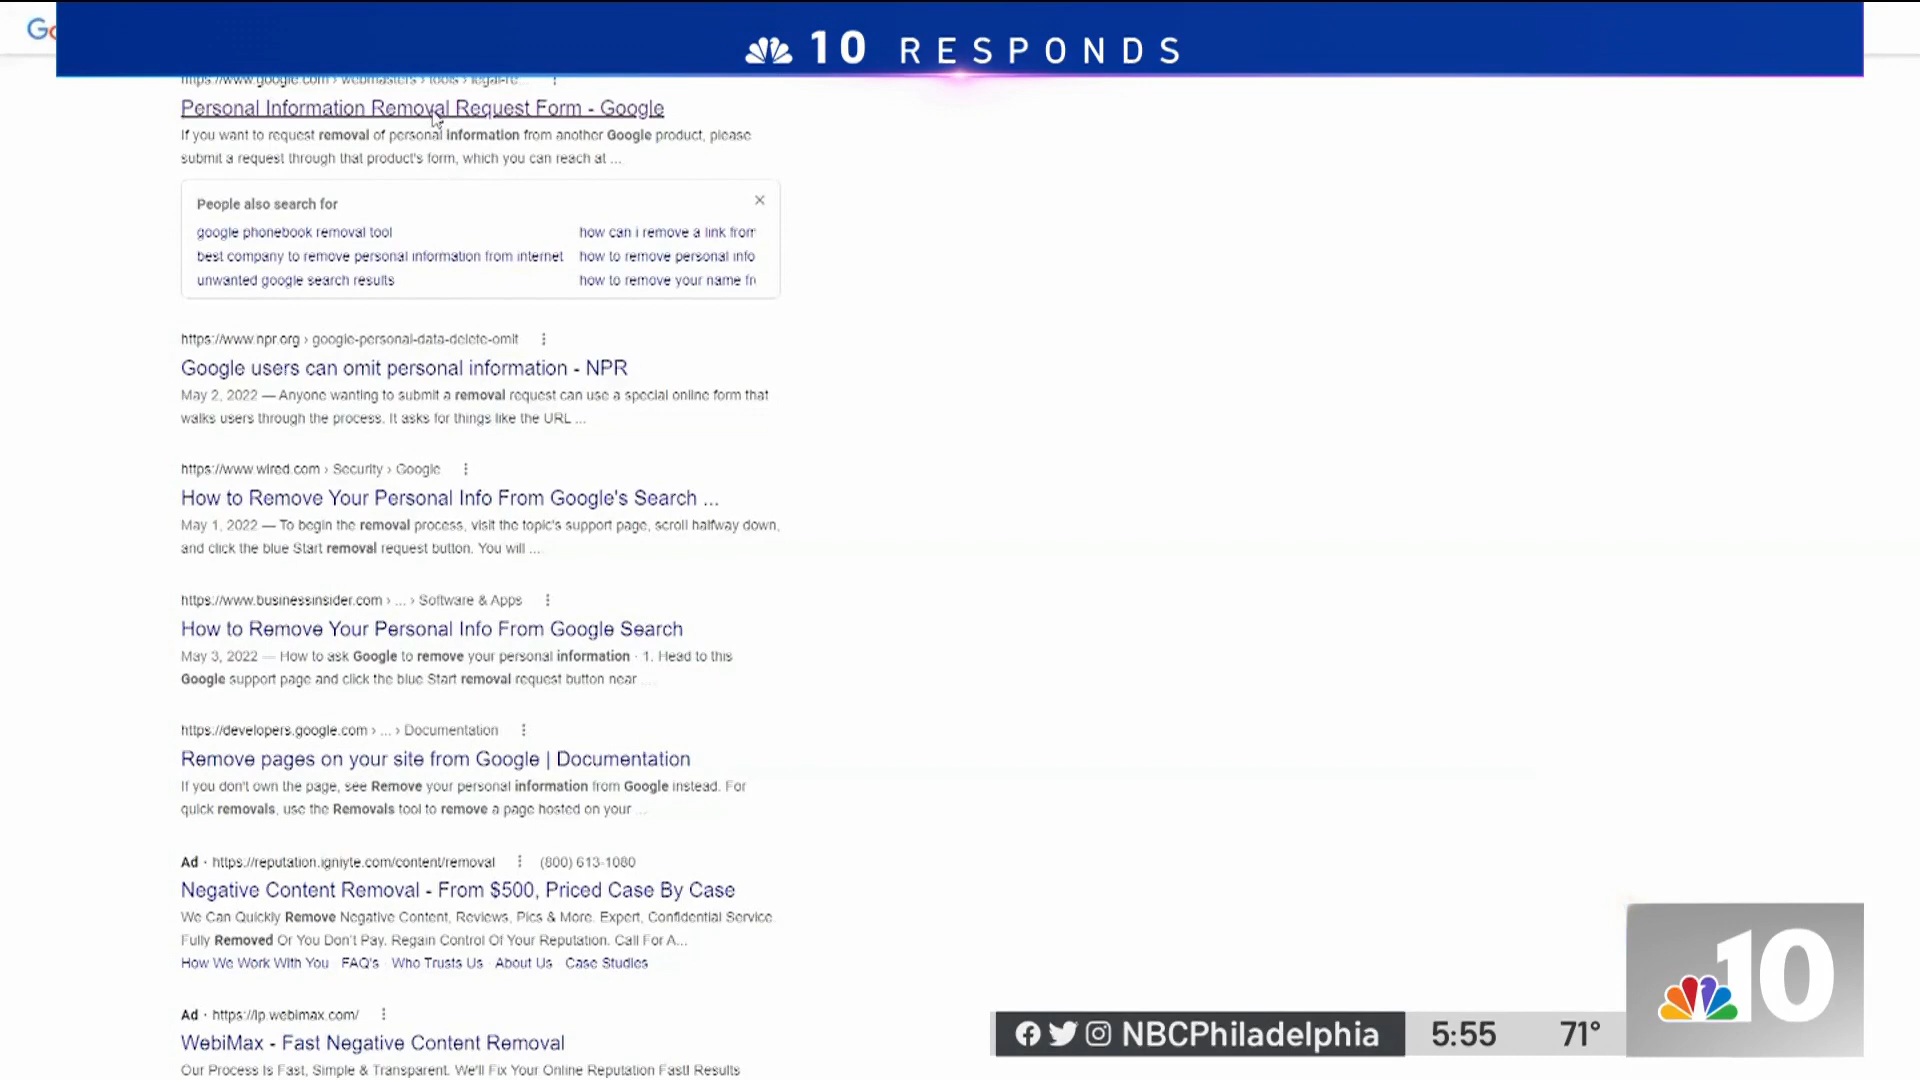 Go
10 RESPONDS
https://www.google.com › webmasters › tools › legal-re...
Personal Information Removal Request Form - Google
If you want to request removal of personal information from another Google product, please
submit a request through that product's form, which you can reach at ...
People also search for
google phonebook removal tool
how can i remove a link from
best company to remove personal information from internet
how to remove personal info
unwanted google search results
how to remove your name fr
https://www.npr.org › google-personal-data-delete-omit
Google users can omit personal information - NPR
May 2, 2022 — Anyone wanting to submit a removal request can use a special online form that
walks users through the process. It asks for things like the URL ...
https://www.wired.com › Security › Google
How to Remove Your Personal Info From Google's Search ...
May 1, 2022 — To begin the removal process, visit the topic's support page, scroll halfway down,
and click the blue Start removal request button. You will ...
https://www.businessinsider.com › ... › Software & Apps
How to Remove Your Personal Info From Google Search
May 3, 2022 — How to ask Google to remove your personal information · 1. Head to this
Google support page and click the blue Start removal request button near ...
https://developers.google.com › ... › Documentation
Remove pages on your site from Google | Documentation
If you don't own the page, see Remove your personal information from Google instead. For
quick removals, use the Removals tool to remove a page hosted on your ...
Ad · https://reputation.igniyte.com/content/removal (800) 613-1080
Negative Content Removal - From $500, Priced Case By Case
We Can Quickly Remove Negative Content, Reviews, Pics & More. Expert, Confidential Service.
Fully Removed Or You Don't Pay. Regain Control Of Your Reputation. Call For A...
How We Work With You FAQ's Who Trusts Us About Us Case Studies
Ad · https://lp.webimax.com/
WebiMax - Fast Negative Content Removal
Our Process Is Fast, Simple & Transparent. We'll Fix Your Online Reputation Fast! Results
10
NBCPhiladelphia 5:55 71°